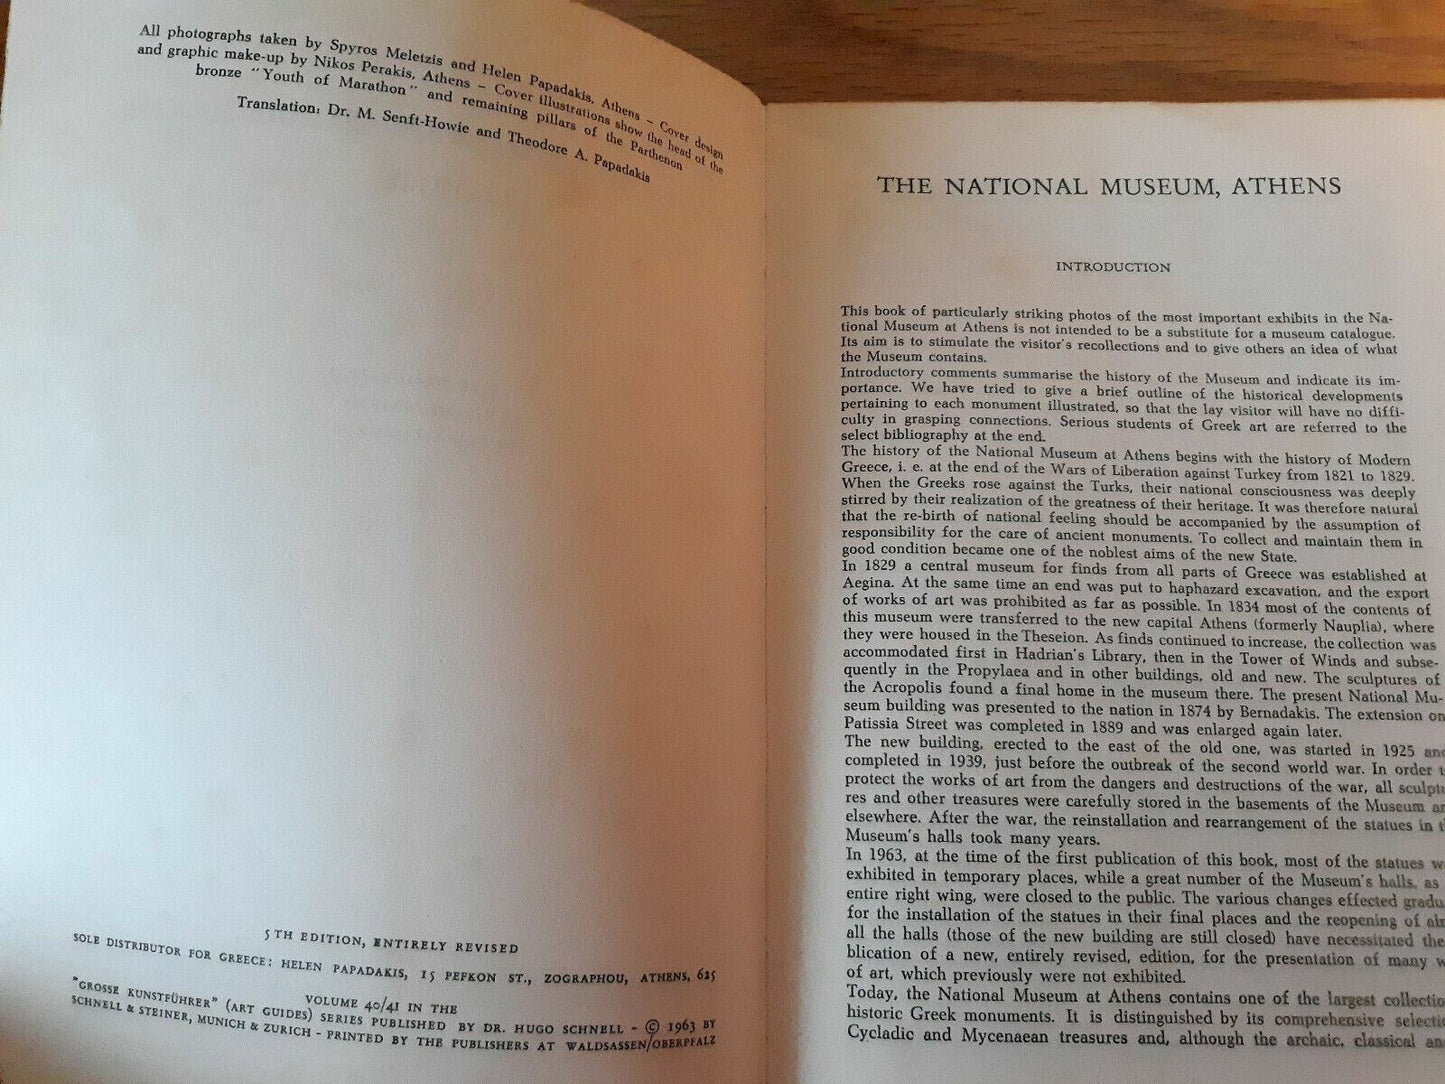 All photographs taken by Spyros Meletzis and Helen Papadakis, Athens – Cover design
and graphic make-up by Nikos Perakis, Athens – Cover illustrations show the head of the
bronze "Youth of Marathon" and remaining pillars of the Parthenon
Translation: Dr. M. Senft-Howie and Theodore A. Papadakis
5TH EDITION, ENTIRELY REVISED
SOLE DISTRIBUTOR FOR GREECE: HELEN PAPADAKIS, 15 PEFKON ST., ZOGRAPHOU, ATHENS, 625
VOLUME 40/41 IN THE
"GROSSE KUNSTFÜHRER" (ART GUIDES) SERIES PUBLISHED BY DR. HUGO SCHNELL – © 1963 BY
SCHNELL & STEINER, MUNICH & ZURICH – PRINTED BY THE PUBLISHERS AT WALDSASSEN/OBERPFALZ
THE NATIONAL MUSEUM, ATHENS
INTRODUCTION
This book of particularly striking photos of the most important exhibits in the Na-
tional Museum at Athens is not intended to be a substitute for a museum catalogue.
Its aim is to stimulate the visitor's recollections and to give others an idea of what
the Museum contains.
Introductory comments summarise the history of the Museum and indicate its im-
portance. We have tried to give a brief outline of the historical developments
pertaining to each monument illustrated, so that the lay visitor will have no diffi-
culty in grasping connections. Serious students of Greek art are referred to the
select bibliography at the end.
The history of the National Museum at Athens begins with the history of Modern
Greece, i. e. at the end of the Wars of Liberation against Turkey from 1821 to 1829.
When the Greeks rose against the Turks, their national consciousness was deeply
stirred by their realization of the greatness of their heritage. It was therefore natural
that the re-birth of national feeling should be accompanied by the assumption of
responsibility for the care of ancient monuments. To collect and maintain them in
good condition became one of the noblest aims of the new State.
In 1829 a central museum for finds from all parts of Greece was established at
Aegina. At the same time an end was put to haphazard excavation, and the export
of works of art was prohibited as far as possible. In 1834 most of the contents of
this museum were transferred to the new capital Athens (formerly Nauplia), where
they were housed in the Theseion. As finds continued to increase, the collection was
accommodated first in Hadrian's Library, then in the Tower of Winds and subse-
quently in the Propylaea and in other buildings, old and new. The sculptures of
the Acropolis found a final home in the museum there. The present National Mu-
seum building was presented to the nation in 1874 by Bernadakis. The extension on
Patissia Street was completed in 1889 and was enlarged again later.
The new building, erected to the east of the old one, was started in 1925 and
completed in 1939, just before the outbreak of the second world war. In order t
protect the works of art from the dangers and destructions of the war, all sculptu
res and other treasures were carefully stored in the basements of the Museum an
elsewhere. After the war, the reinstallation and rearrangement of the statues in t
Museum's halls took many years.
In 1963, at the time of the first publication of this book, most of the statues w
exhibited in temporary places, while a great number of the Museum's halls, as
entire right wing, were closed to the public. The various changes effected gradu
for the installation of the statues in their final places and the reopening of alm
all the halls (those of the new building are still closed) have necessitated the
blication of a new, entirely revised, edition, for the presentation of many w
of art, which previously were not exhibited.
Today, the National Museum at Athens contains one of the largest collectio
historic Greek monuments. It is distinguished by its comprehensive selectio
Cycladic and Mycenaean treasures and, although the archaic, classical an